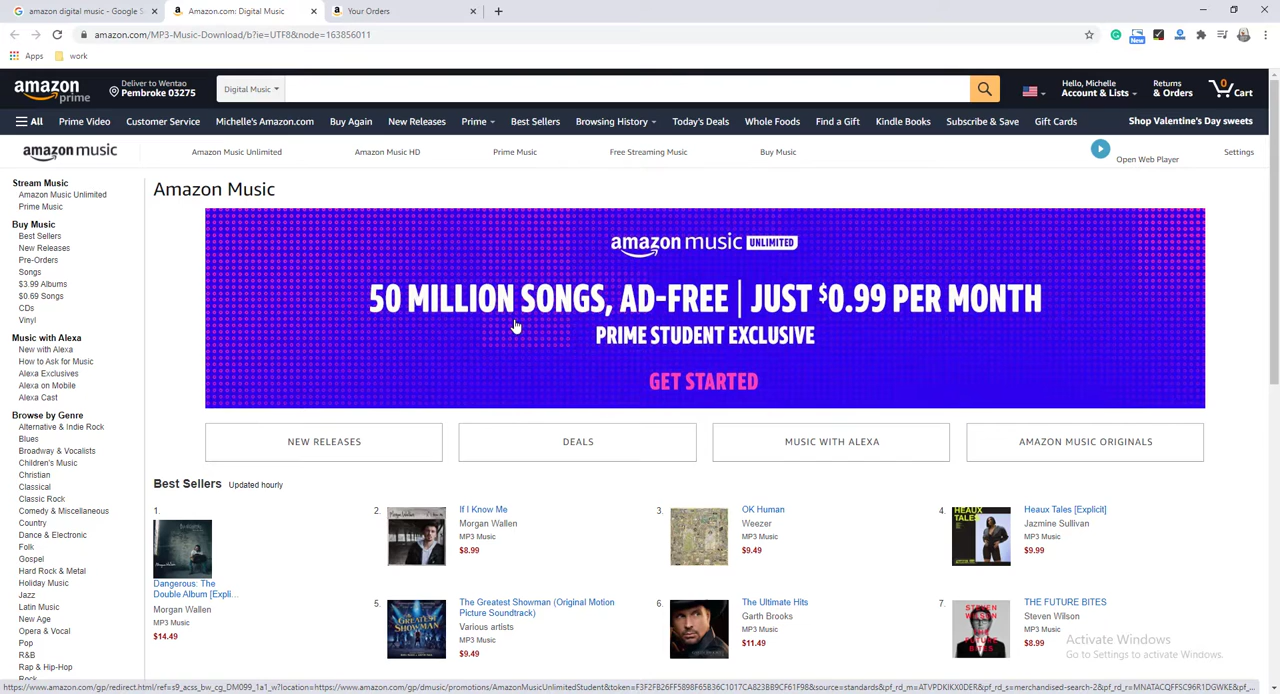 amazon digital music - Google S
Amazon.com: Digital Music
Your Orders
amazon.com/MP3-Music-Download/b?ie=UTF8&node=163856011
New
Apps
work
amazon prime
Deliver to Wentao
Pembroke 03275
Digital Music
Hello, Michelle
Account & Lists
Returns
& Orders
0
Cart
All
Prime Video
Customer Service
Michelle's Amazon.com
Buy Again
New Releases
Prime
Best Sellers
Browsing History
Today's Deals
Whole Foods
Find a Gift
Kindle Books
Subscribe & Save
Gift Cards
Shop Valentine's Day sweets
amazon music
Amazon Music Unlimited
Amazon Music HD
Prime Music
Free Streaming Music
Buy Music
Open Web Player
Settings
Stream Music
Amazon Music Unlimited
Prime Music
Buy Music
Best Sellers
New Releases
Pre-Orders
Songs
$3.99 Albums
$0.69 Songs
CDs
Vinyl
Music with Alexa
New with Alexa
How to Ask for Music
Alexa Exclusives
Alexa on Mobile
Alexa Cast
Browse by Genre
Alternative & Indie Rock
Blues
Broadway & Vocalists
Children's Music
Christian
Classical
Classic Rock
Comedy & Miscellaneous
Country
Dance & Electronic
Folk
Gospel
Hard Rock & Metal
Holiday Music
Jazz
Latin Music
New Age
Opera & Vocal
Pop
R&B
Rap & Hip-Hop
Rock
Amazon Music
amazon music UNLIMITED
50 MILLION SONGS, AD-FREE | JUST $0.99 PER MONTH
PRIME STUDENT EXCLUSIVE
GET STARTED
NEW RELEASES
DEALS
MUSIC WITH ALEXA
AMAZON MUSIC ORIGINALS
Best Sellers Updated hourly
1.
Dangerous: The
Double Album [Expli...
Morgan Wallen
MP3 Music
$14.49
2.
If I Know Me
Morgan Wallen
MP3 Music
$8.99
3.
OK Human
Weezer
MP3 Music
$9.49
4.
HEAUX
TALES
Heaux Tales [Explicit]
Jazmine Sullivan
MP3 Music
$9.99
5.
SHOWMAN
The Greatest Showman (Original Motion
Picture Soundtrack)
Various artists
MP3 Music
$9.49
6.
The Ultimate Hits
Garth Brooks
MP3 Music
$11.49
7.
STEVEN
WILSON
THE FUTURE BITES
Steven Wilson
MP3 Music
$8.99
Activate Windows
Go to Settings to activate Windows.